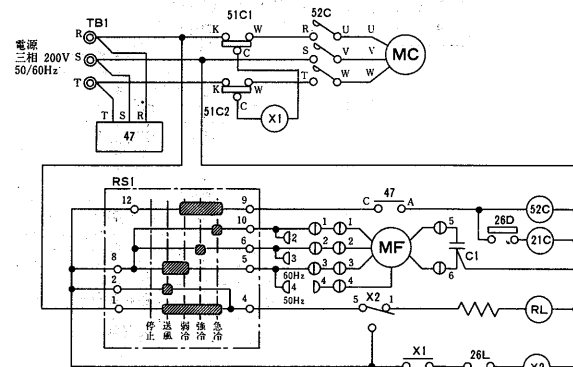 TB1
51C1
52C
R
K W
R U U
電源
三相 200V
50/60Hz
S
C
S V V
MC
T
K W
T W W
51C2
C
X1
T S R
47
RS1
12
9
C 47 A
52C
10
1 1
5
26D
2
6
2 2
MF
21C
3
8
5
3 3
C1
60Hz
6
2
4
4 4
50Hz
1
4
5 X2 1
RL
停止
送風
弱冷
強冷
急冷
X1
26L
X2